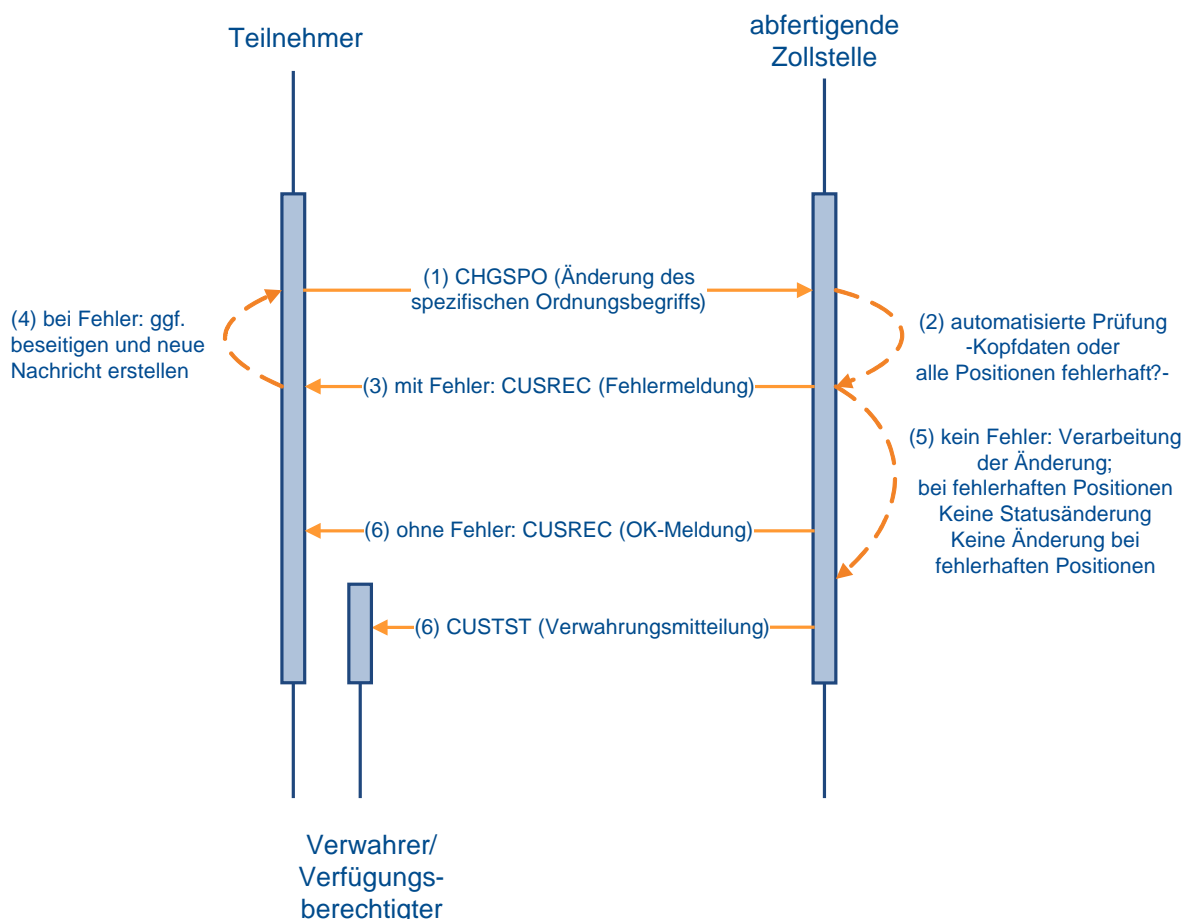 Teilnehmer
abfertigende
Zollstelle
(1) CHGSPO (Änderung des
spezifischen Ordnungsbegriffs)
(4) bei Fehler: ggf.
beseitigen und neue
Nachricht erstellen
(2) automatisierte Prüfung
-Kopfdaten oder
alle Positionen fehlerhaft?-
(3) mit Fehler: CUSREC (Fehlermeldung)
(5) kein Fehler: Verarbeitung
der Änderung;
bei fehlerhaften Positionen
Keine Statusänderung
Keine Änderung bei
fehlerhaften Positionen
(6) ohne Fehler: CUSREC (OK-Meldung)
(6) CUSTST (Verwahrungsmitteilung)
Verwahrer/
Verfügungs-
berechtigter